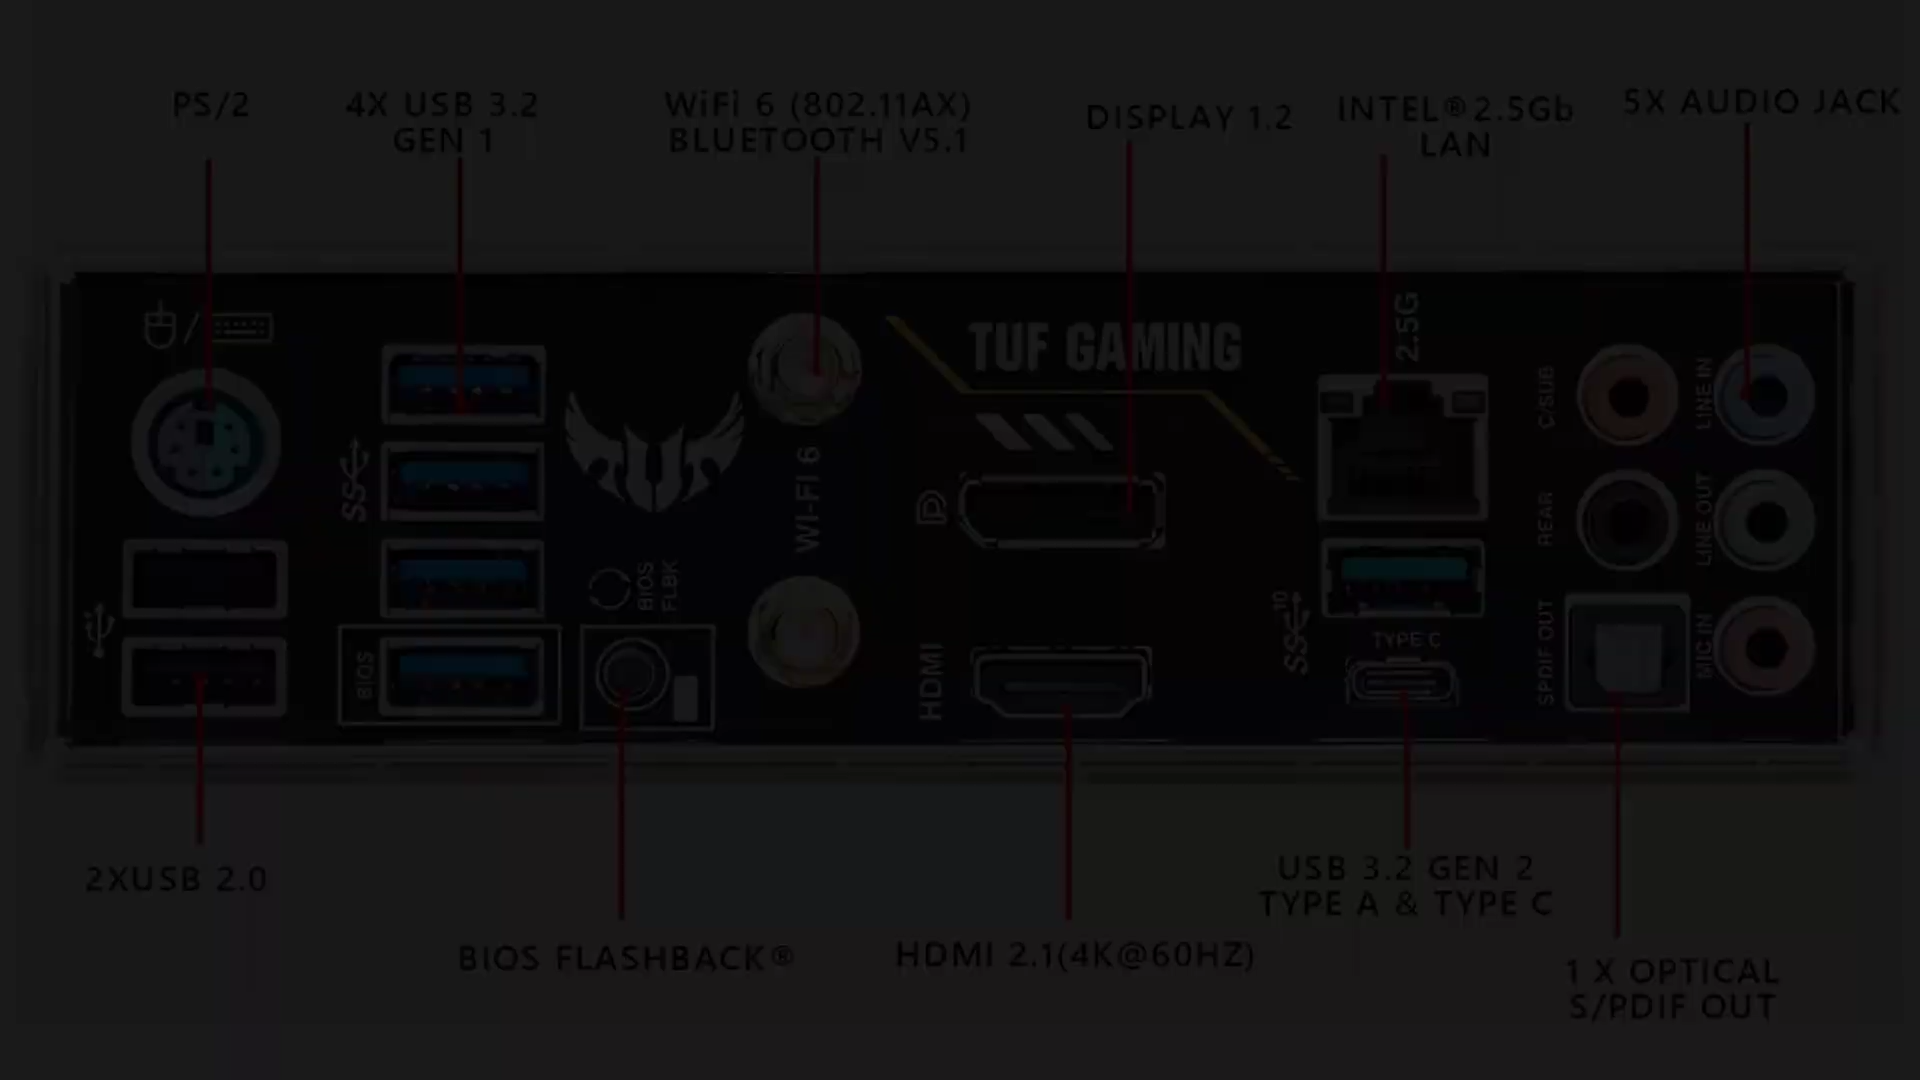 PS/2
4X USB 3.2
GEN 1
WiFi 6 (802.11AX)
BLUETOOTH V5.1
DISPLAY 1.2
INTEL® 2.5Gb
LAN
5X AUDIO JACK
TUF GAMING
2.5G
C/SUB
LINE IN
SS
WI-FI 6
REAR
LINE OUT
BIOS
FLBK
SS 10
TYPE C
BIOS
HDMI
SPDIF OUT
MIC IN
2XUSB 2.0
BIOS FLASHBACK®
HDMI 2.1(4K@60HZ)
USB 3.2 GEN 2
TYPE A & TYPE C
1 X OPTICAL
S/PDIF OUT